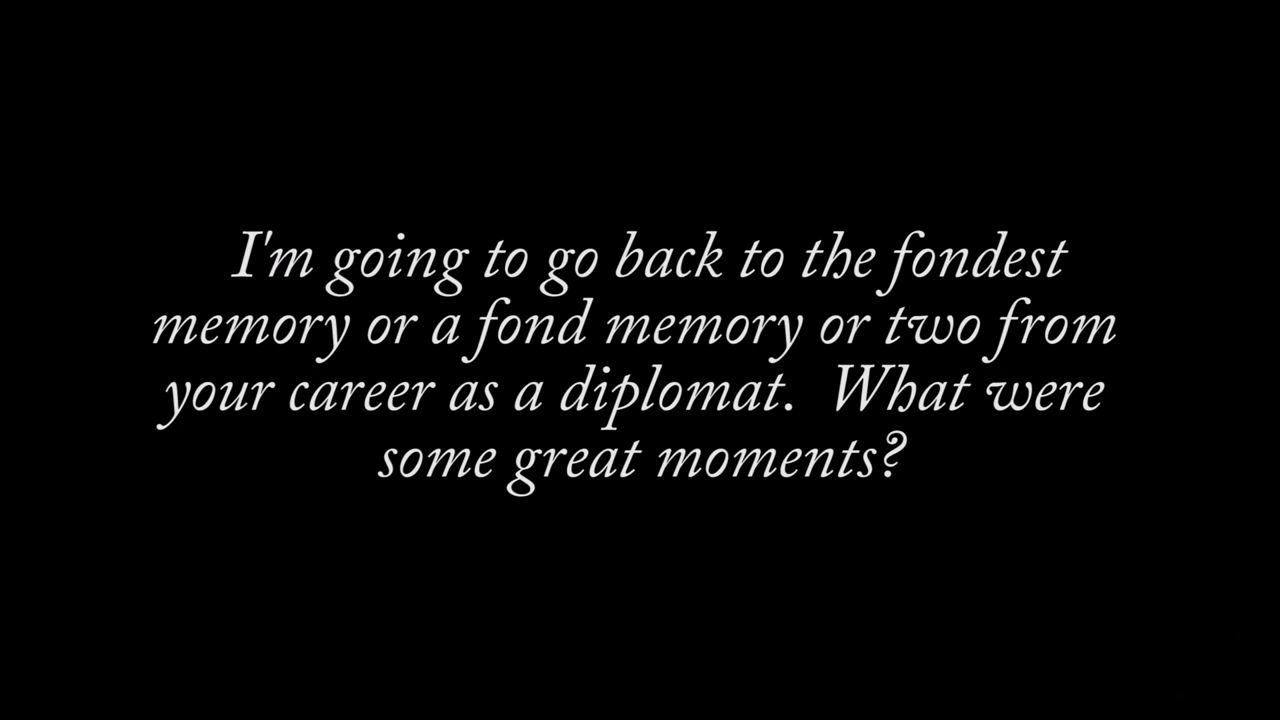 I'm going to go back to the fondest
memory or a fond memory or two from
your career as a diplomat.  What were
some great moments?